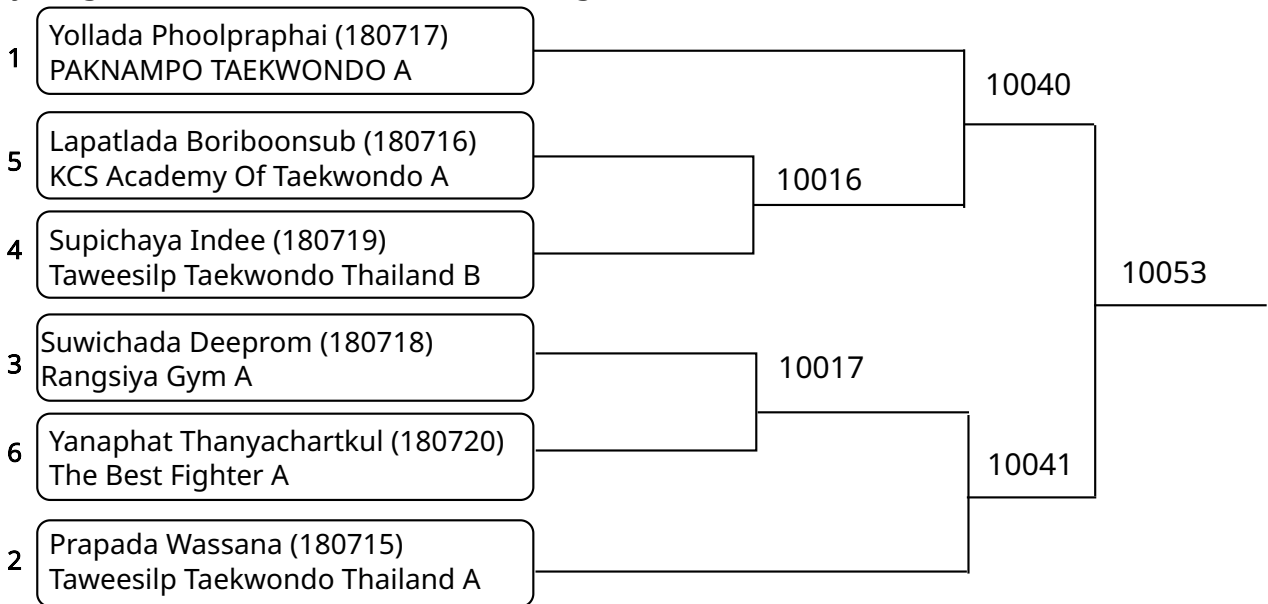 1
Yollada Phoolpraphai (180717)
PAKNAMPO TAEKWONDO A
10040
5
Lapatlada Boriboonsub (180716)
KCS Academy Of Taekwondo A
10016
4
Supichaya Indee (180719)
Taweesilp Taekwondo Thailand B
10053
3
Suwichada Deeprom (180718)
Rangsiya Gym A
10017
6
Yanaphat Thanyachartkul (180720)
The Best Fighter A
10041
2
Prapada Wassana (180715)
Taweesilp Taekwondo Thailand A